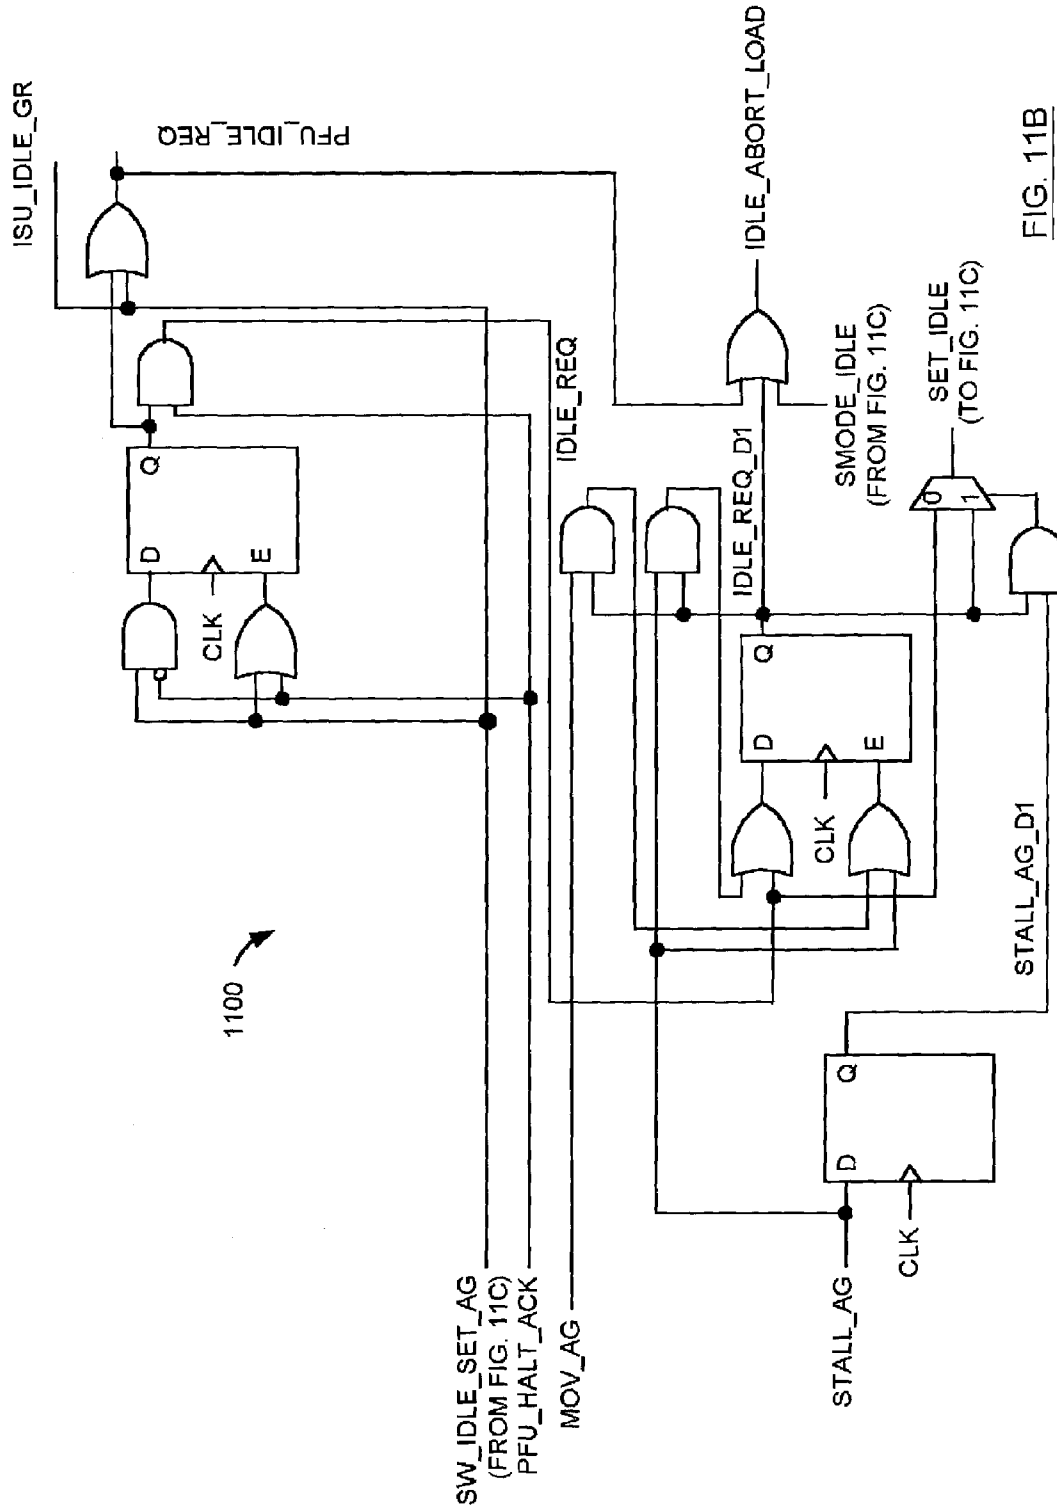 ISU_IDLE_GR
PFU_IDLE_REQ
D
Q
CLK
E
1100
IDLE_REQ
SW_IDLE_SET_AG
(FROM FIG. 11C)
PFU_HALT_ACK
MOV_AG
IDLE_REQ_D1
IDLE_ABORT_LOAD
D
Q
CLK
E
SMODE_IDLE
(FROM FIG. 11C)
0
1
SET_IDLE
(TO FIG. 11C)
STALL_AG
D
Q
CLK
STALL_AG_D1
FIG. 11B